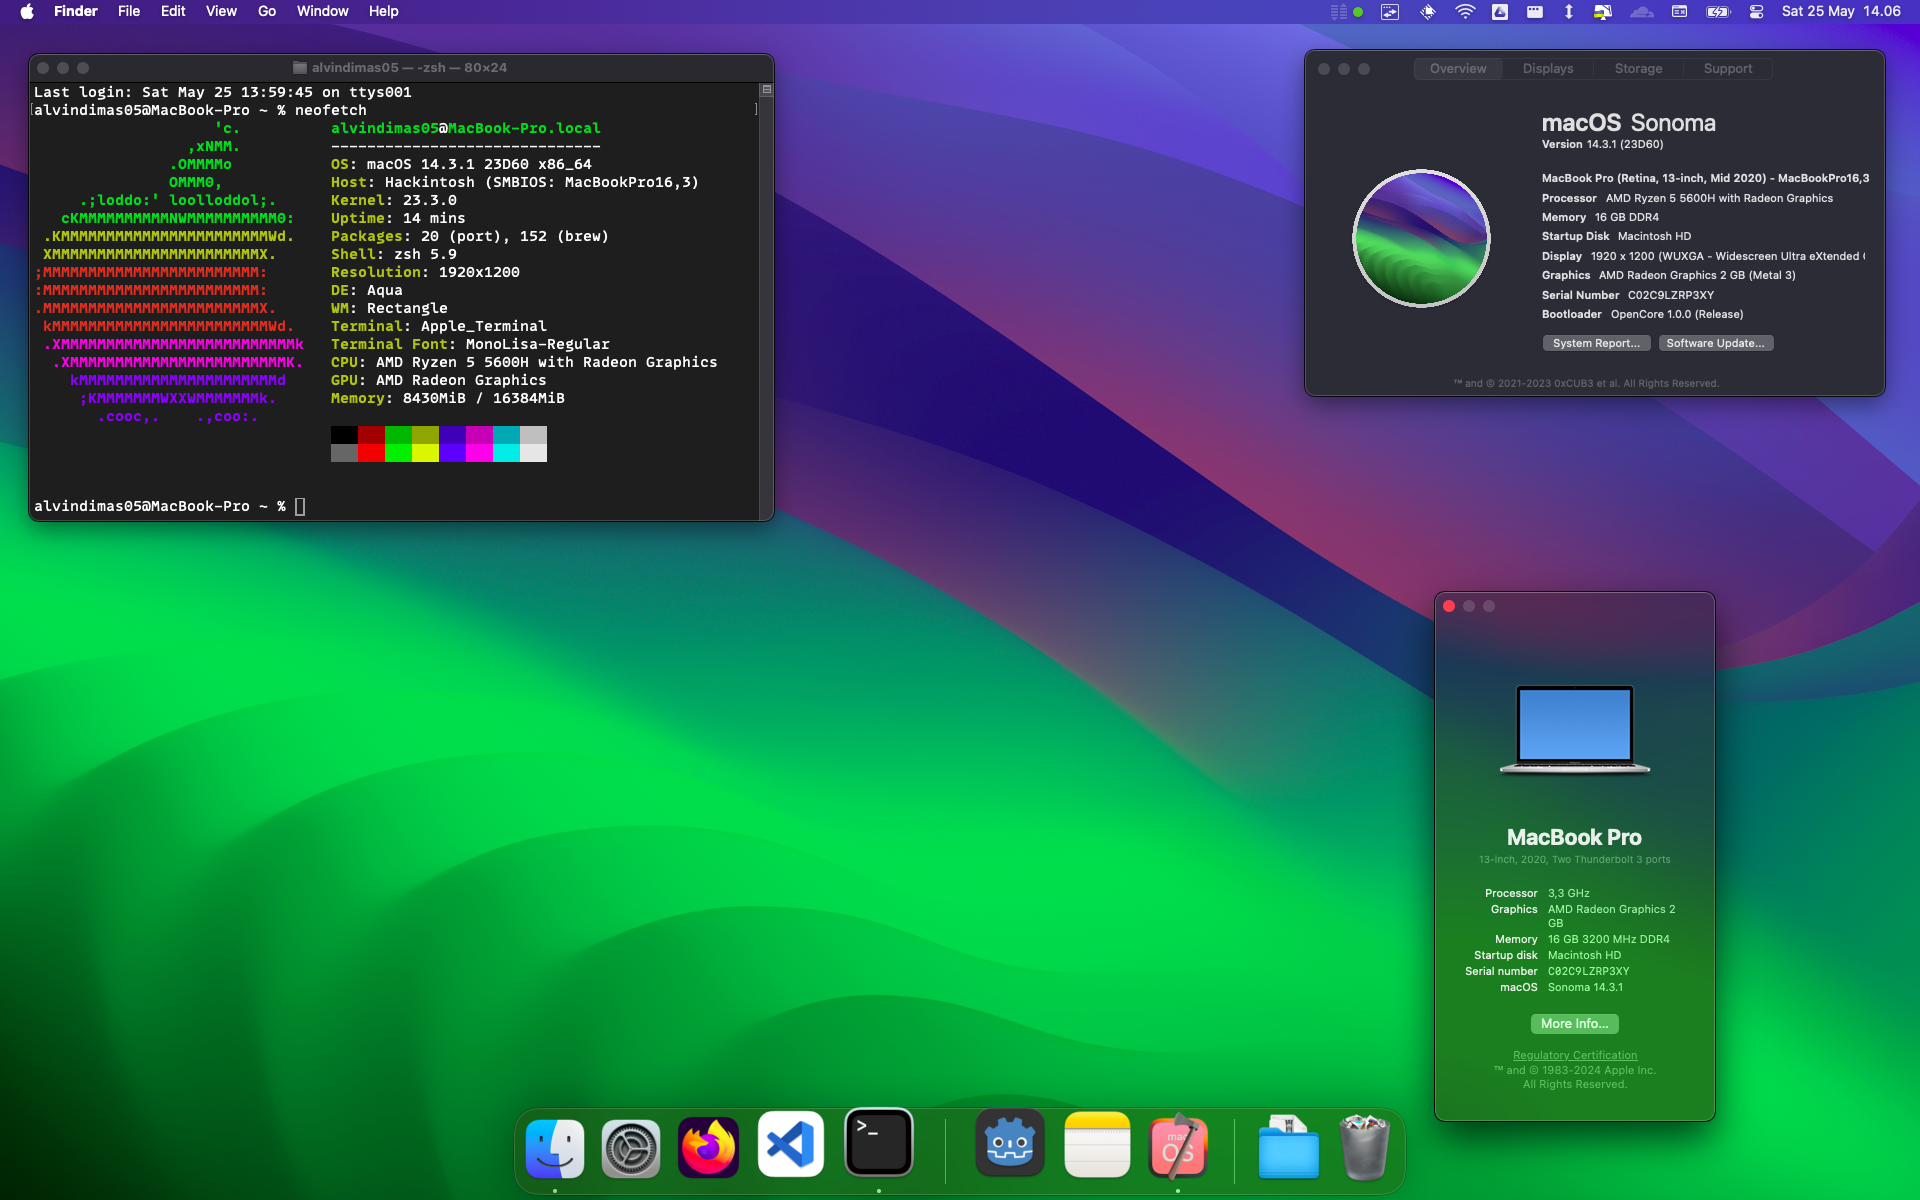 Finder File Edit View Go Window Help
Sat 25 May 14.06
alvindimas05 — -zsh — 80×24
Last login: Sat May 25 13:59:45 on ttys001
[alvindimas05@MacBook-Pro ~ % neofetch ]
'c. alvindimas05@MacBook-Pro.local
,xNMM. ------------------------------
.OMMMMo OS: macOS 14.3.1 23D60 x86_64
OMMM0, Host: Hackintosh (SMBIOS: MacBookPro16,3)
.;loddo:' loolloddol;. Kernel: 23.3.0
cKMMMMMMMMMMNWMMMMMMMMMM0: Uptime: 14 mins
.KMMMMMMMMMMMMMMMMMMMMMMMWd. Packages: 20 (port), 152 (brew)
XMMMMMMMMMMMMMMMMMMMMMMMX. Shell: zsh 5.9
;MMMMMMMMMMMMMMMMMMMMMMMM: Resolution: 1920x1200
:MMMMMMMMMMMMMMMMMMMMMMMM: DE: Aqua
.MMMMMMMMMMMMMMMMMMMMMMMMX. WM: Rectangle
kMMMMMMMMMMMMMMMMMMMMMMMMWd. Terminal: Apple_Terminal
.XMMMMMMMMMMMMMMMMMMMMMMMMMMk Terminal Font: MonoLisa-Regular
.XMMMMMMMMMMMMMMMMMMMMMMMMK. CPU: AMD Ryzen 5 5600H with Radeon Graphics
kMMMMMMMMMMMMMMMMMMMMMMd GPU: AMD Radeon Graphics
;KMMMMMMMWXXWMMMMMMMk. Memory: 8430MiB / 16384MiB
.cooc,. .,coo:.
alvindimas05@MacBook-Pro ~ %
Overview Displays Storage Support
macOS Sonoma
Version 14.3.1 (23D60)
MacBook Pro (Retina, 13-inch, Mid 2020) - MacBookPro16,3
Processor AMD Ryzen 5 5600H with Radeon Graphics
Memory 16 GB DDR4
Startup Disk Macintosh HD
Display 1920 x 1200 (WUXGA - Widescreen Ultra eXtended (
Graphics AMD Radeon Graphics 2 GB (Metal 3)
Serial Number C02C9LZRP3XY
Bootloader OpenCore 1.0.0 (Release)
System Report... Software Update...
™ and © 2021-2023 0xCUB3 et al. All Rights Reserved.
MacBook Pro
13-inch, 2020, Two Thunderbolt 3 ports
Processor 3,3 GHz
Graphics AMD Radeon Graphics 2
GB
Memory 16 GB 3200 MHz DDR4
Startup disk Macintosh HD
Serial number C02C9LZRP3XY
macOS Sonoma 14.3.1
More Info...
Regulatory Certification
™ and © 1983-2024 Apple Inc.
All Rights Reserved.
>_
mac
OS